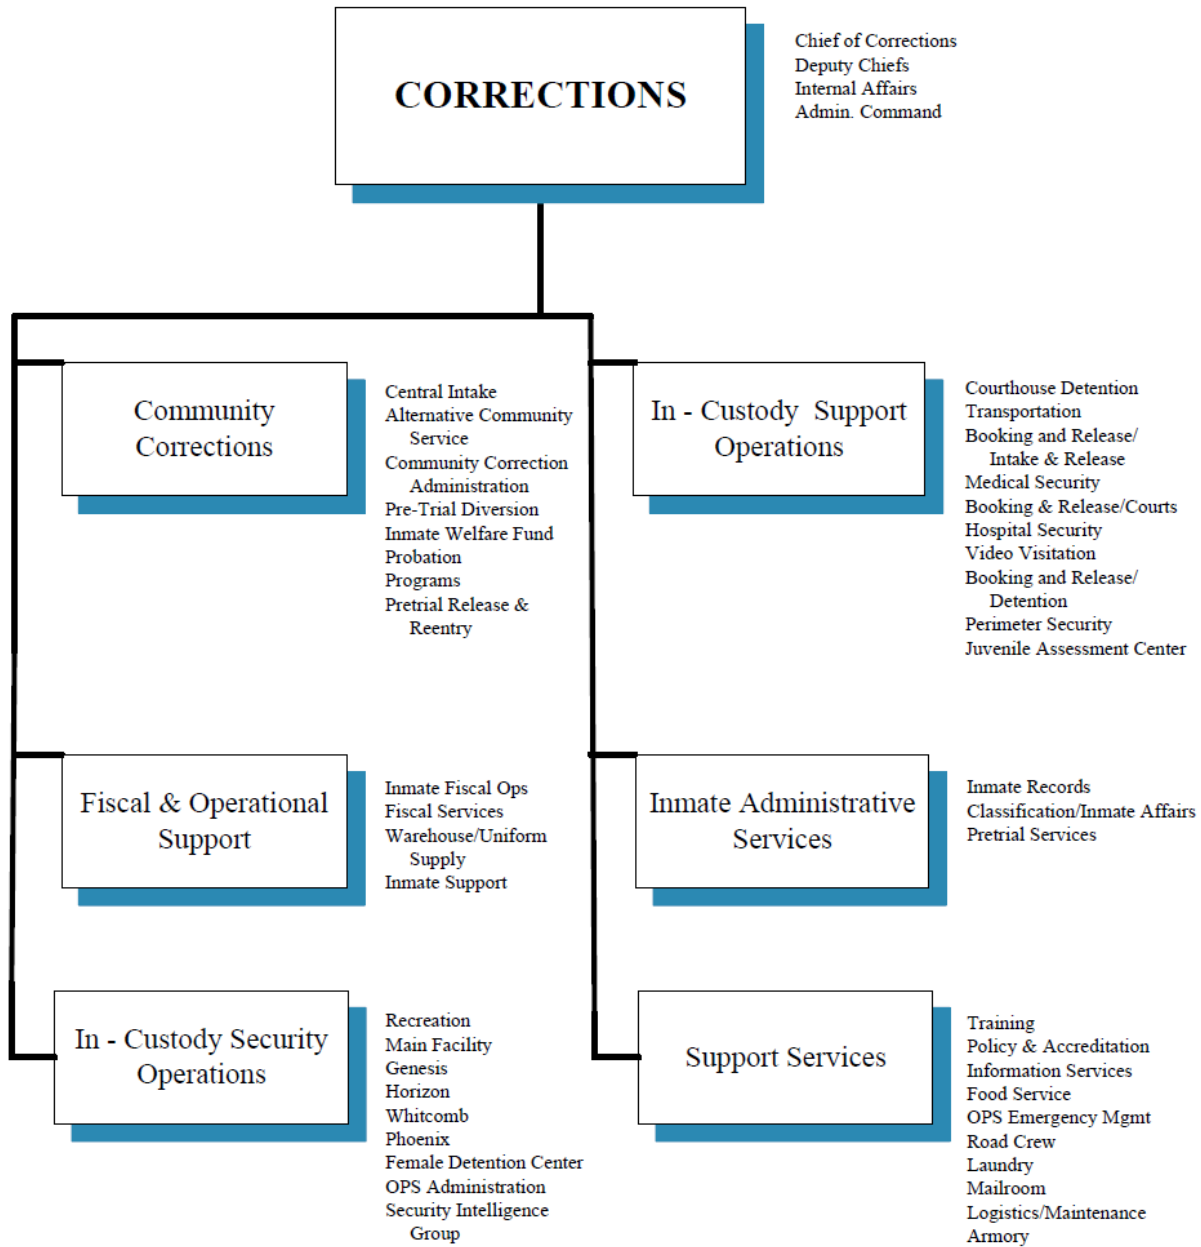 CORRECTIONS
Chief of Corrections
Deputy Chiefs
Internal Affairs
Admin. Command
Community
Corrections
Central Intake
Alternative Community
Service
Community Correction
Administration
Pre-Trial Diversion
Inmate Welfare Fund
Probation
Programs
Pretrial Release &
Reentry
In - Custody Support
Operations
Courthouse Detention
Transportation
Booking and Release/
Intake & Release
Medical Security
Booking & Release/Courts
Hospital Security
Video Visitation
Booking and Release/
Detention
Perimeter Security
Juvenile Assessment Center
Fiscal & Operational
Support
Inmate Fiscal Ops
Fiscal Services
Warehouse/Uniform
Supply
Inmate Support
Inmate Administrative
Services
Inmate Records
Classification/Inmate Affairs
Pretrial Services
In - Custody Security
Operations
Recreation
Main Facility
Genesis
Horizon
Whitcomb
Phoenix
Female Detention Center
OPS Administration
Security Intelligence
Group
Support Services
Training
Policy & Accreditation
Information Services
Food Service
OPS Emergency Mgmt
Road Crew
Laundry
Mailroom
Logistics/Maintenance
Armory